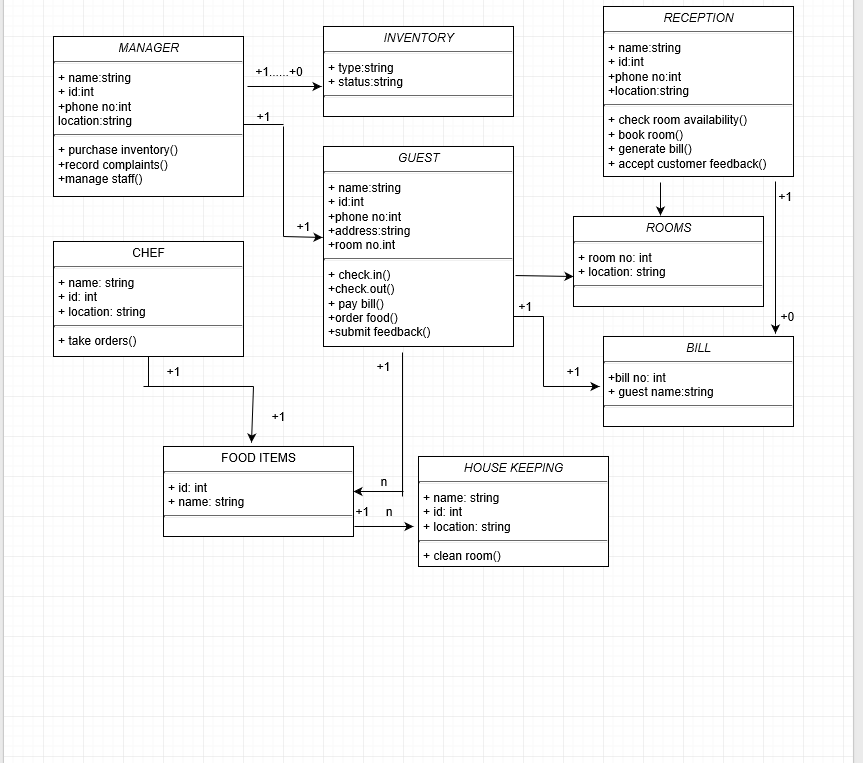 MANAGER
+ name:string
+ id:int
+phone no:int
location:string
+ purchase inventory()
+record complaints()
+manage staff()
+1......+0
+1
+1
INVENTORY
+ type:string
+ status:string
RECEPTION
+ name:string
+ id:int
+phone no:int
+location:string
+ check room availability()
+ book room()
+ generate bill()
+ accept customer feedback()
+1
+0
GUEST
+ name:string
+ id:int
+phone no:int
+address:string
+room no.int
+ check.in()
+check.out()
+ pay bill()
+order food()
+submit feedback()
ROOMS
+ room no: int
+ location: string
CHEF
+ name: string
+ id: int
+ location: string
+ take orders()
+1
+1
+1
+1
+1
BILL
+bill no: int
+ guest name:string
FOOD ITEMS
+ id: int
+ name: string
n
+1 n
HOUSE KEEPING
+ name: string
+ id: int
+ location: string
+ clean room()